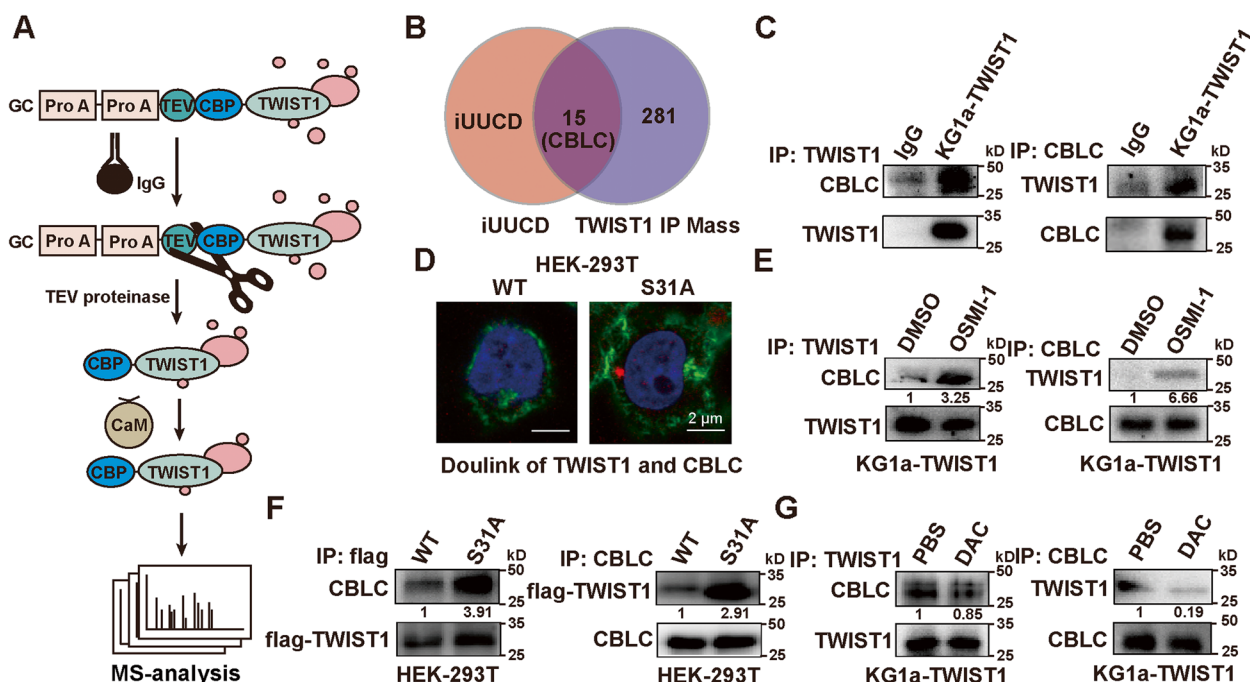 A
GC Pro A Pro A TEV CBP TWIST1
IgG
GC Pro A Pro A TEV CBP TWIST1
TEV proteinase
CBP TWIST1
CaM
CBP TWIST1
MS-analysis
B
iUUCD 15 281
(CBLC)
iUUCD TWIST1 IP Mass
C
IgG KG1a-TWIST1
IP: TWIST1 kD
CBLC 50
25
TWIST1 35
25
IgG KG1a-TWIST1
IP: CBLC kD
TWIST1 35
25
CBLC 50
25
D
HEK-293T
WT S31A
2 μm
Doulink of TWIST1 and CBLC
E
DMSO OSMI-1
IP: TWIST1 kD
CBLC 50
25
1 3.25
TWIST1 35
25
KG1a-TWIST1
DMSO OSMI-1
IP: CBLC kD
TWIST1 50
25
1 6.66
CBLC 35
25
KG1a-TWIST1
F
WT S31A
IP: flag kD
CBLC 50
25
1 3.91
flag-TWIST1 35
25
HEK-293T
WT S31A
IP: CBLC kD
flag-TWIST1 35
25
1 2.91
CBLC 50
25
HEK-293T
G
PBS DAC
IP: TWIST1 kD
CBLC 50
25
1 0.85
TWIST1 35
25
KG1a-TWIST1
PBS DAC
IP: CBLC kD
TWIST1 35
25
1 0.19
CBLC 50
25
KG1a-TWIST1